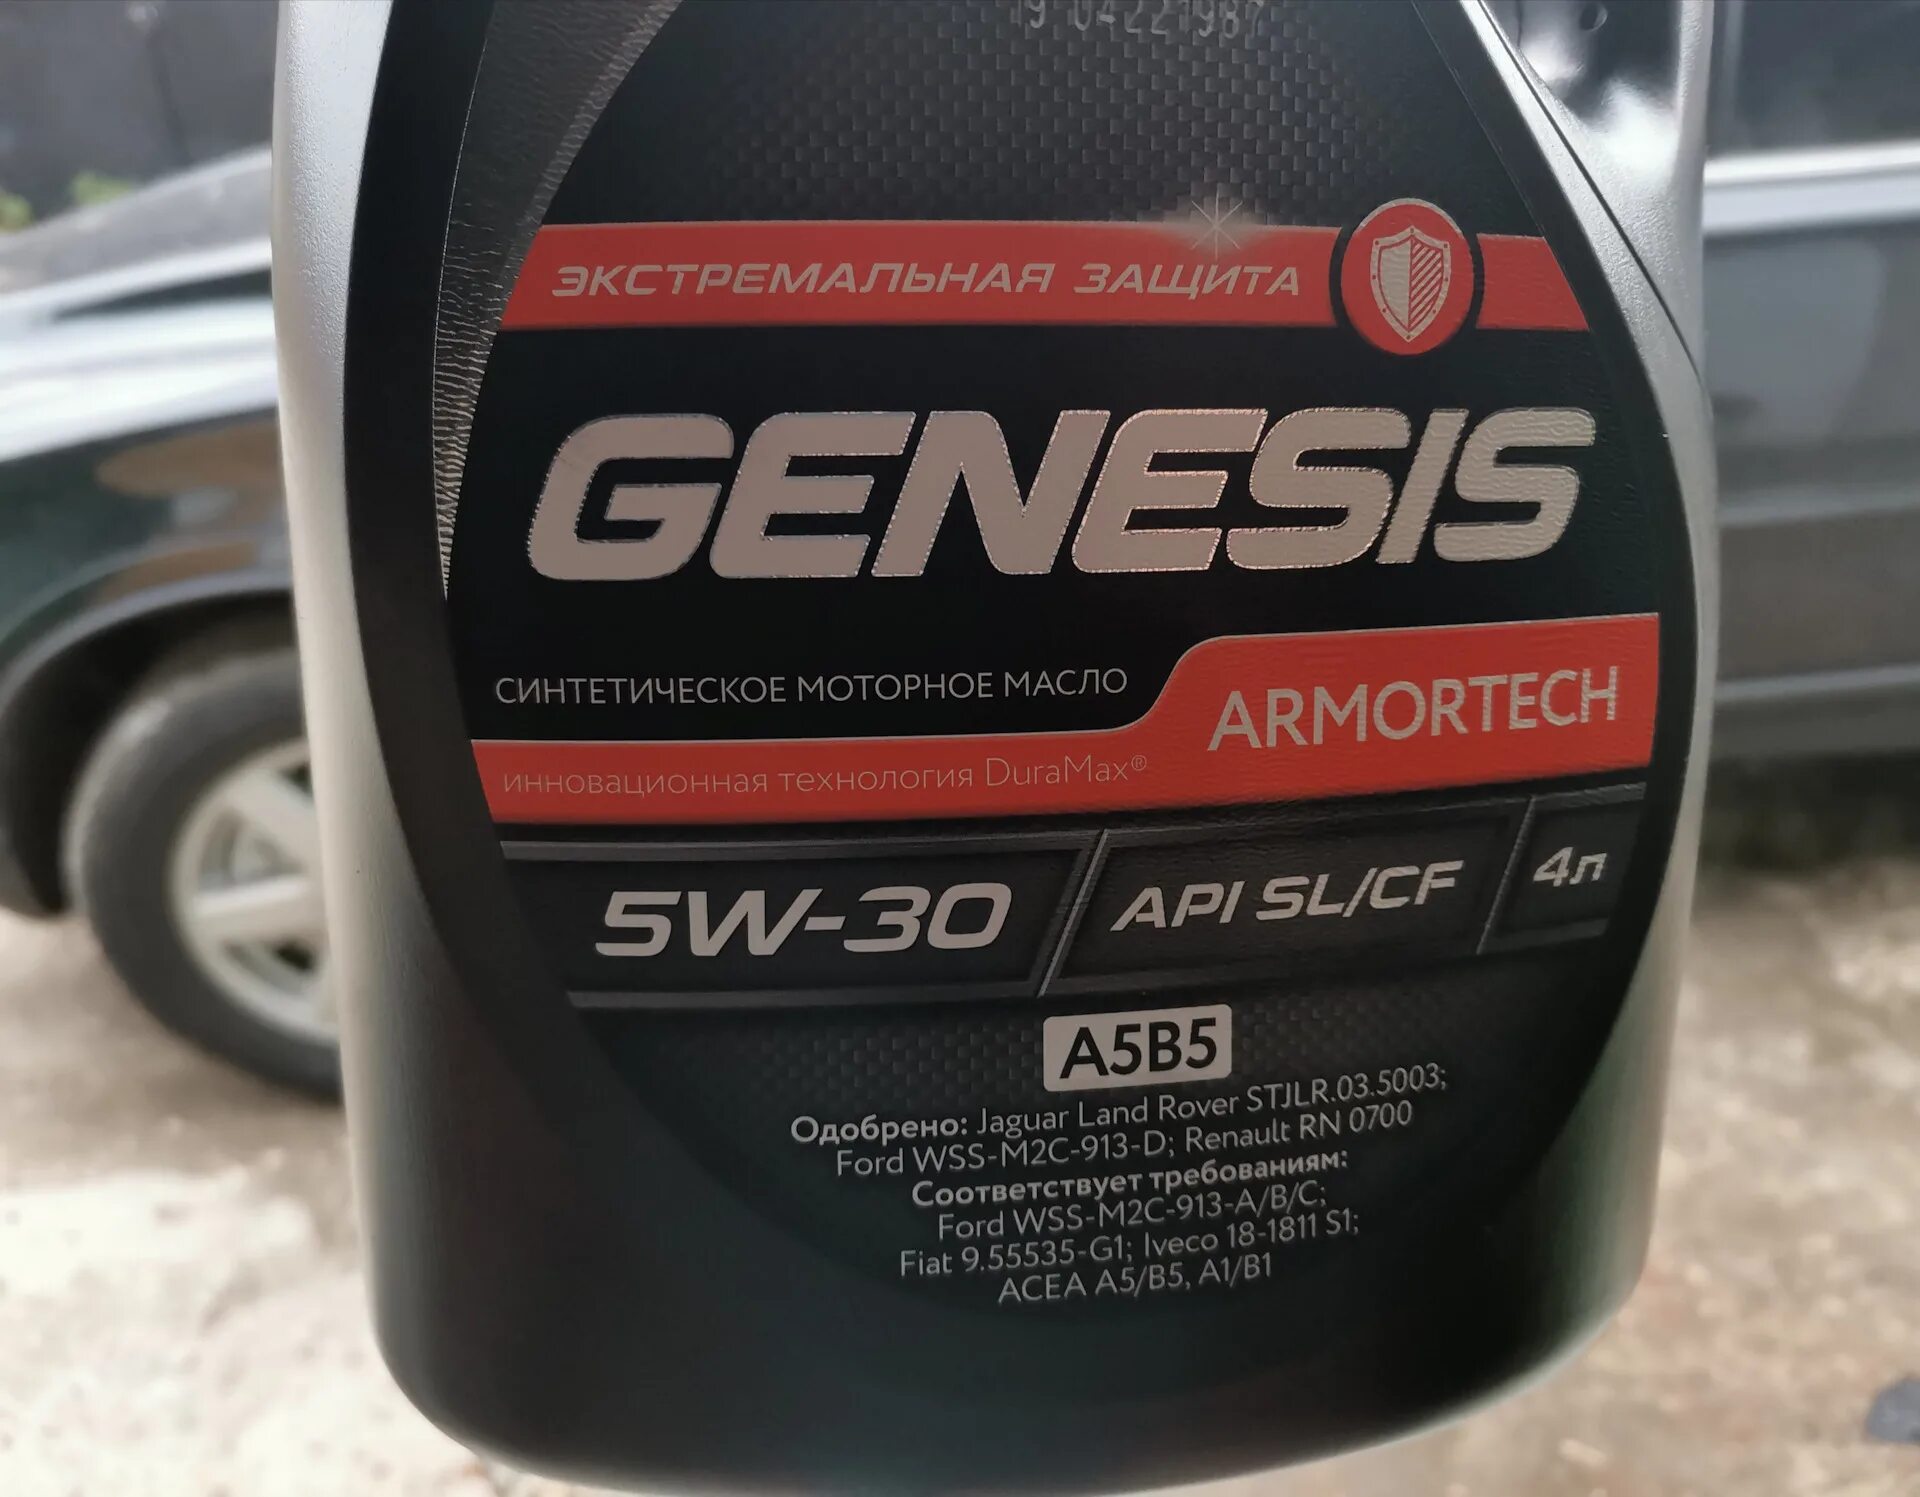 19 04221987
ЭКСТРЕМАЛЬНАЯ ЗАЩИТА
GENESIS
СИНТЕТИЧЕСКОЕ МОТОРНОЕ МАСЛО
ARMORTECH
инновационная технология DuraMax®
5W-30
API SL/CF
4л
A5B5
Одобрено: Jaguar Land Rover STJLR.03.5003;
Ford WSS-M2C-913-D; Renault RN 0700
Соответствует требованиям:
Ford WSS-M2C-913-A/B/C;
Fiat 9.55535-G1; Iveco 18-1811 S1;
ACEA A5/B5, A1/B1